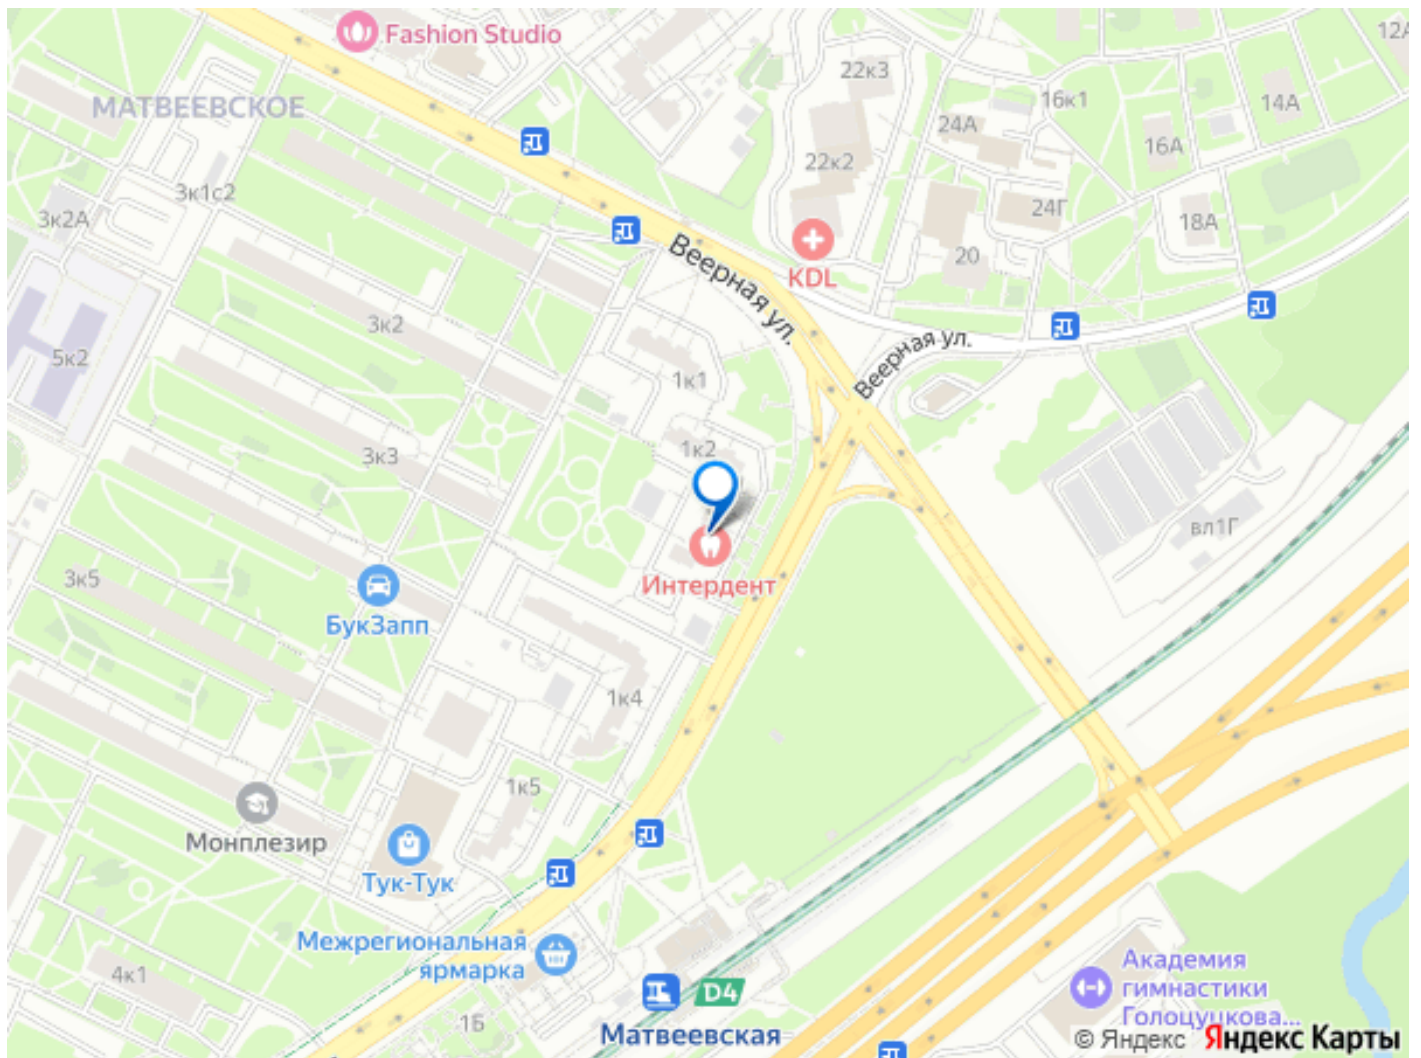 Fashion Studio
12А
22к3
МАТВЕЕВСКОЕ
16к1
14А
24А
16А
22к2
3к1с2
3к2А
24Г
18А
Веерная ул.
20
KDL
3к2
Веерная ул.
5к2
1к1
1к2
3к3
вл1Г
3к5
Интердент
БукЗапп
1к4
1к5
Монплезир
Тук-Тук
Межрегиональная
ярмарка
4к1
Академия
гимнастики
Голоцуцкова...
D4
1Б
Матвеевская
© Яндекс Яндекс Карты